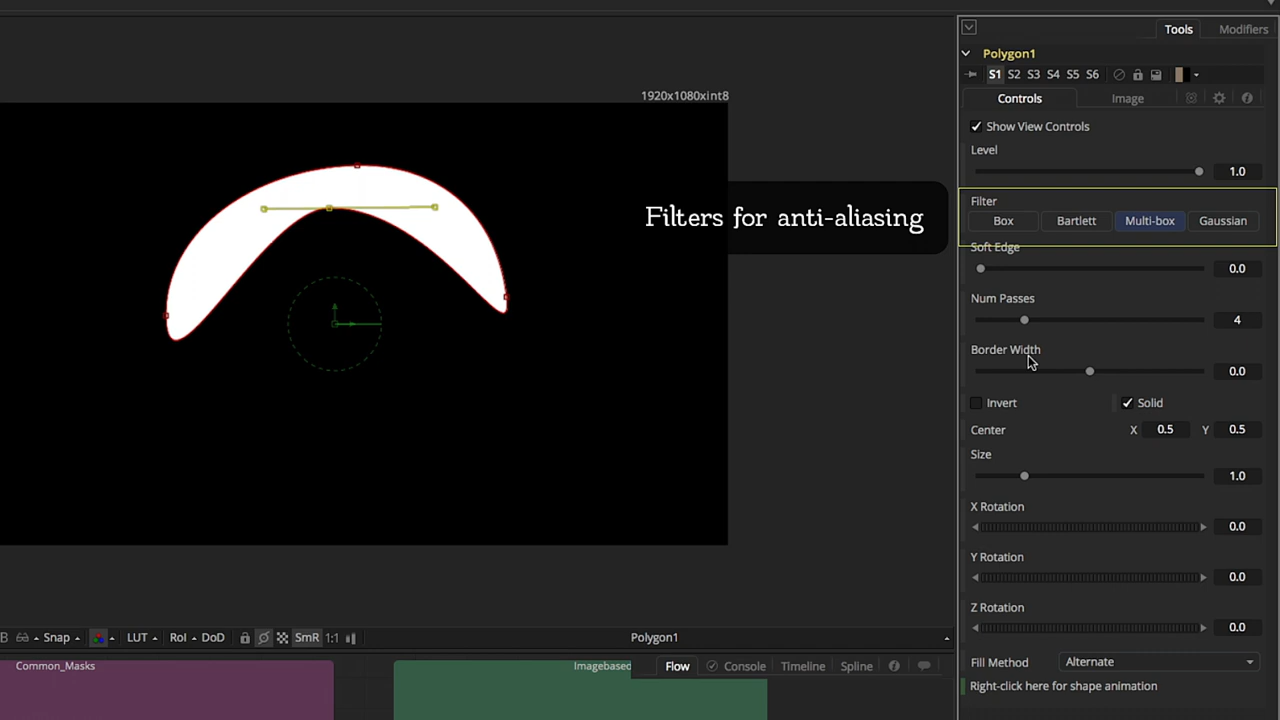 Tools Modifiers
Polygon1
S1 S2 S3 S4 S5 S6
1920x1080xint8
Controls Image
Show View Controls
Level
1.0
Filter
Filters for anti-aliasing
Box Bartlett Multi-box Gaussian
Soft Edge
0.0
Num Passes
4
Border Width
0.0
Invert Solid
Center X 0.5 Y 0.5
Size
1.0
X Rotation
0.0
Y Rotation
0.0
Z Rotation
0.0
B Snap LUT RoI DoD SmR 1:1 Polygon1
Fill Method Alternate
Common_Masks Imagebased Flow Console Timeline Spline
Right-click here for shape animation